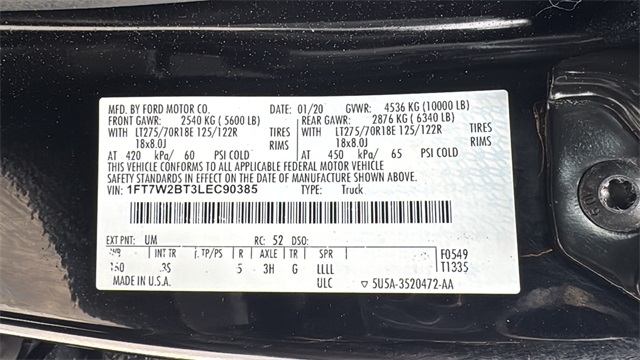 MFD. BY FORD MOTOR CO. 01/20 GVWR: 4536 KG (10000 LB)
FRONT GAWR: 2540 KG ( 5600 LB) REAR GAWR: 2876 KG ( 6340 LB)
WITH LT275/70R18E 125/122R WITH LT275/70R18E 125/122R
18x8.0J 18x8.0J
AT 420 kPa/ 60 PSI COLD AT 450 kPa/ 65 PSI COLD
THIS VEHICLE CONFORMS TO ALL APPLICABLE FEDERAL MOTOR VEHICLE
SAFETY STANDARDS IN EFFECT ON THE DATE OF MANUFACTURE SHOWN ABOVE.
VIN: 1FT7W2BT3LEC90385 TYPE: Truck
EXT PNT: UM RC: 52 DSO:
WB INT TR TP/PS R AXLE TR SPR F0549
5 3H G LLLL T1335
MADE IN U.S.A. ULC ▽ 5U5A-3520472-AA